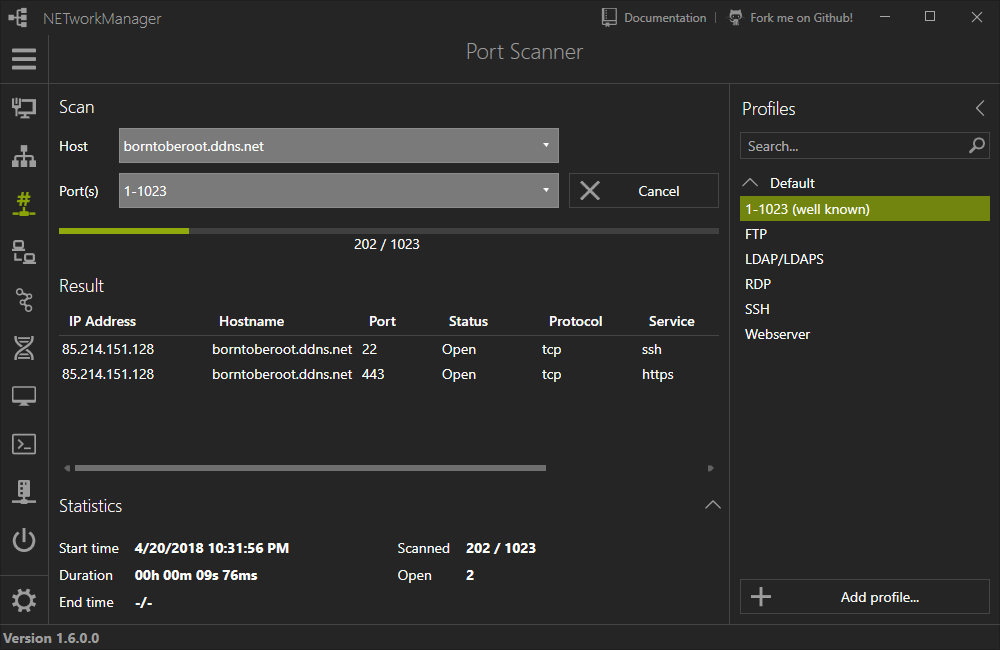 NETworkManager
Documentation
Fork me on Github!
Port Scanner
Scan
Host borntoberoot.ddns.net
Port(s) 1-1023 Cancel
202 / 1023
Result
IP Address Hostname Port Status Protocol Service
85.214.151.128 borntoberoot.ddns.net 22 Open tcp ssh
85.214.151.128 borntoberoot.ddns.net 443 Open tcp https
Statistics
Start time 4/20/2018 10:31:56 PM Scanned 202 / 1023
Duration 00h 00m 09s 76ms Open 2
End time -/-
Profiles
Search...
Default
1-1023 (well known)
FTP
LDAP/LDAPS
RDP
SSH
Webserver
Add profile...
Version 1.6.0.0